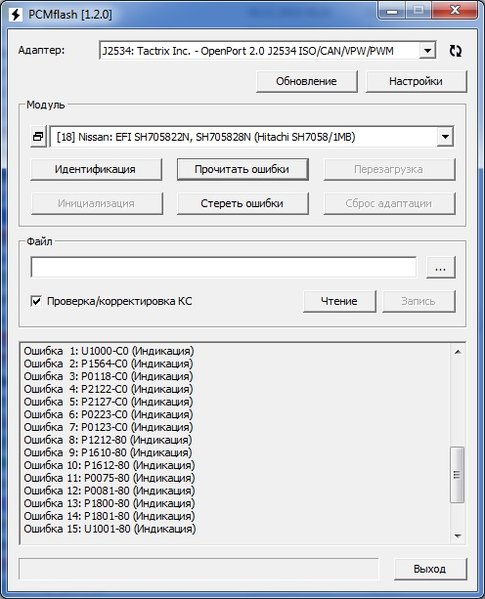 PCMflash [1.2.0]
Адаптер:
J2534: Tactrix Inc. - OpenPort 2.0 J2534 ISO/CAN/VPW/PWM
Обновление
Настройки
Модуль
[18] Nissan: EFI SH705822N, SH705828N (Hitachi SH7058/1MB)
Идентификация
Прочитать ошибки
Перезагрузка
Инициализация
Стереть ошибки
Сброс адаптации
Файл
...
Проверка/корректировка КС
Чтение
Запись
Ошибка 1: U1000-C0 (Индикация)
Ошибка 2: P1564-C0 (Индикация)
Ошибка 3: P0118-C0 (Индикация)
Ошибка 4: P2122-C0 (Индикация)
Ошибка 5: P2127-C0 (Индикация)
Ошибка 6: P0223-C0 (Индикация)
Ошибка 7: P0123-C0 (Индикация)
Ошибка 8: P1212-80 (Индикация)
Ошибка 9: P1610-80 (Индикация)
Ошибка 10: P1612-80 (Индикация)
Ошибка 11: P0075-80 (Индикация)
Ошибка 12: P0081-80 (Индикация)
Ошибка 13: P1800-80 (Индикация)
Ошибка 14: P1801-80 (Индикация)
Ошибка 15: U1001-80 (Индикация)
Выход